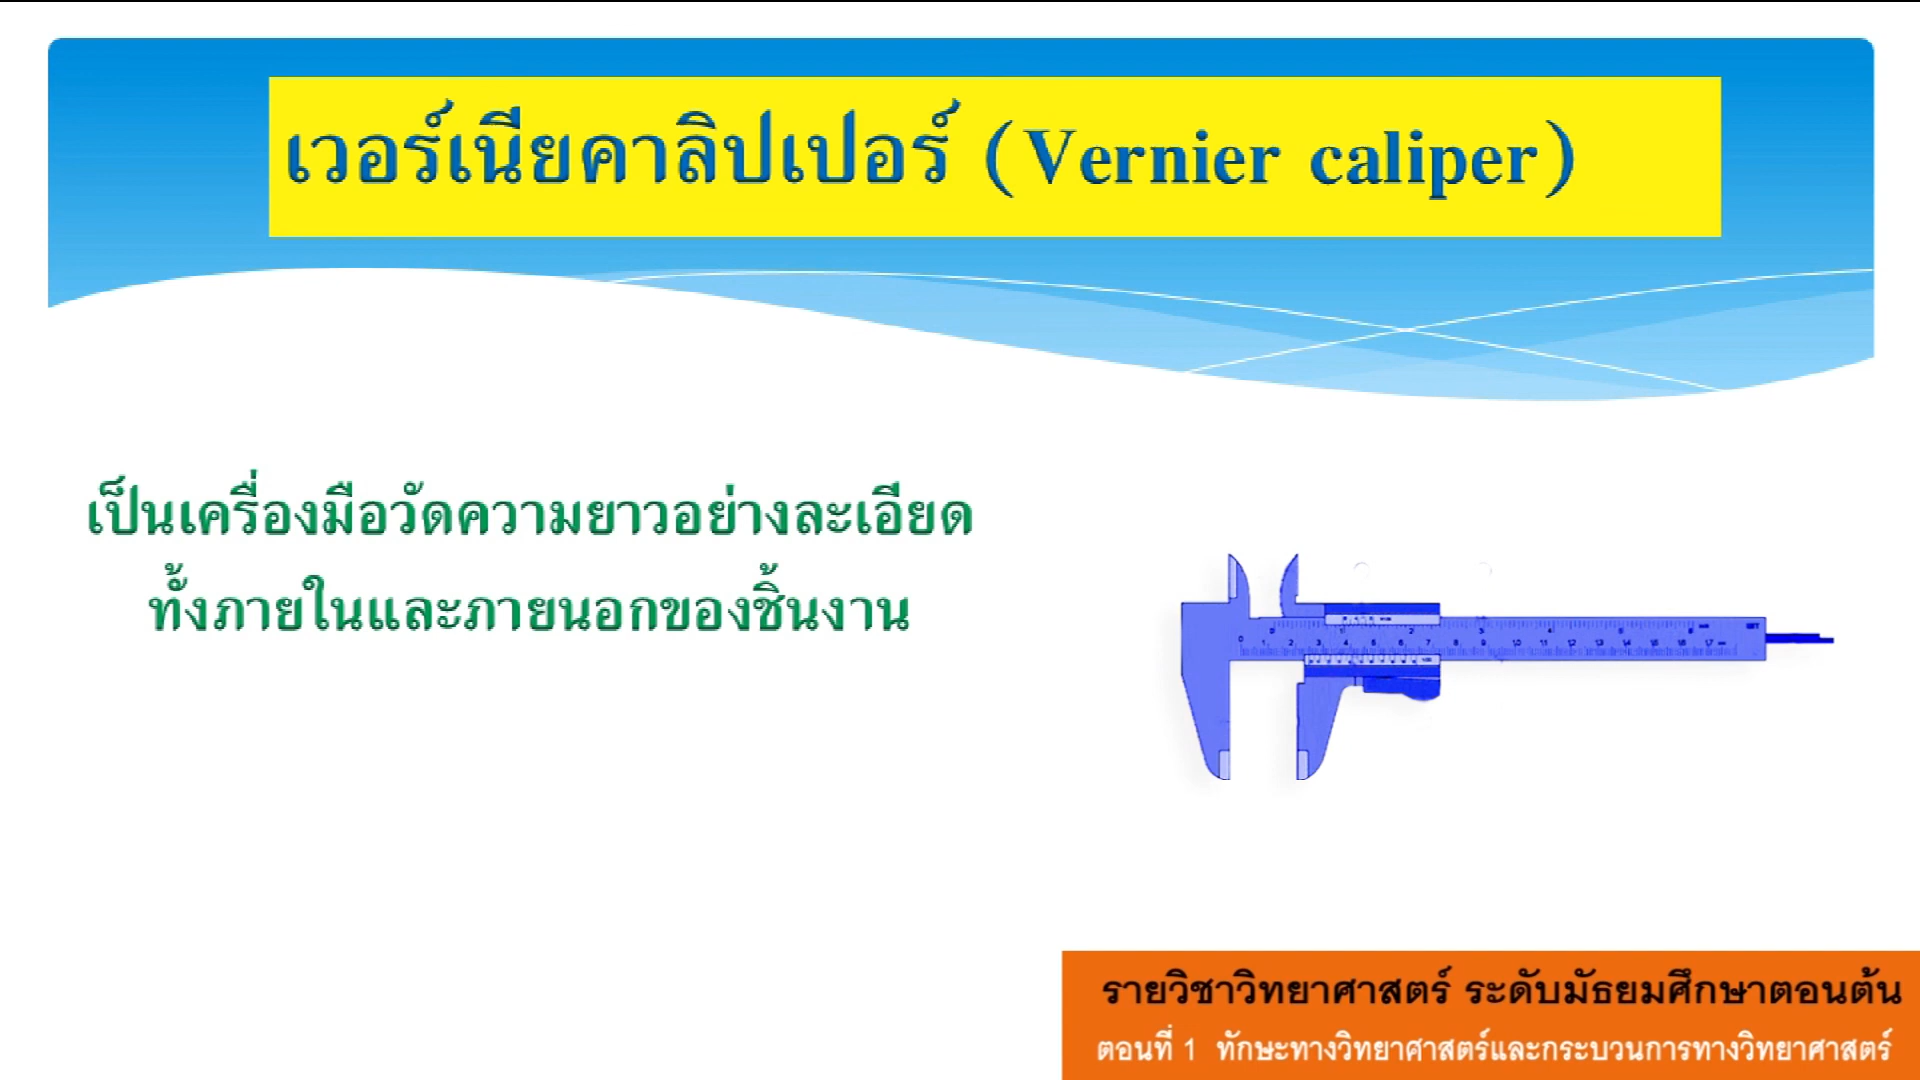 เวอร์เนียคาลิปเปอร์ (Vernier caliper)
เป็นเครื่องมือวัดความยาวอย่างละเอียด
ทั้งภายในและภายนอกของชิ้นงาน
รายวิชาวิทยาศาสตร์ ระดับมัธยมศึกษาตอนต้น
ตอนที่ 1 ทักษะทางวิทยาศาสตร์และกระบวนการทางวิทยาศาสตร์